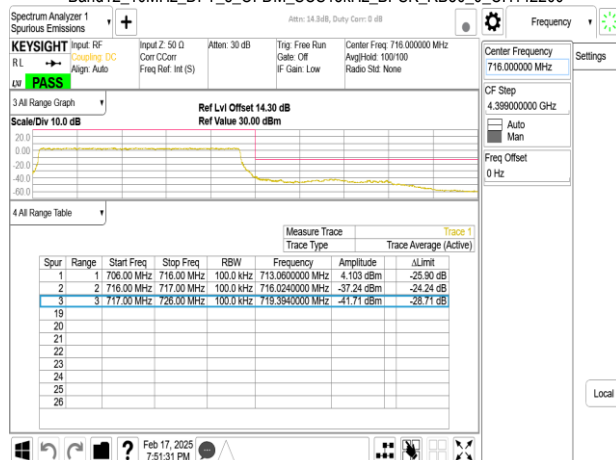 Spectrum Analyzer 1
Spurious Emissions
Attn: 14.3dB, Duty Corr: 0 dB
Frequency
KEYSIGHT
Input: RF
Input Z: 50 Ω
Atten: 30 dB
Trig: Free Run
Center Freq: 716.000000 MHz
RL
Coupling: DC
Corr CCorr
Gate: Off
Avg|Hold: 100/100
Align: Auto
Freq Ref: Int (S)
IF Gain: Low
Radio Std: None
LXI
PASS
Center Frequency
716.000000 MHz
Settings
CF Step
4.399000000 GHz
Auto
Man
Freq Offset
0 Hz
3 All Range Graph
Scale/Div 10.0 dB
Ref Lvl Offset 14.30 dB
Ref Value 30.00 dBm
20.0
0.00
-20.0
-40.0
-60.0
4 All Range Table
Measure Trace Trace 1
Trace Type Trace Average (Active)
Spur Range Start Freq Stop Freq RBW Frequency Amplitude ΔLimit
1 1 706.00 MHz 716.00 MHz 100.0 kHz 713.0600000 MHz 4.103 dBm -25.90 dB
2 2 716.00 MHz 717.00 MHz 100.0 kHz 716.0240000 MHz -37.24 dBm -24.24 dB
3 3 717.00 MHz 726.00 MHz 100.0 kHz 719.3940000 MHz -41.71 dBm -28.71 dB
19
20
21
22
23
24
25
26
Local
Feb 17, 2025
7:51:31 PM